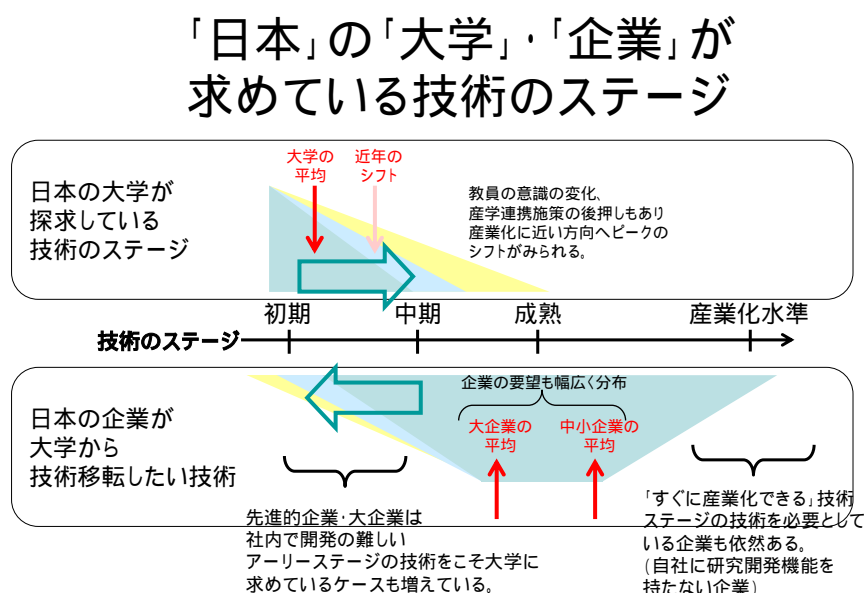 「日本」の「大学」・「企業」が
求めている技術のステージ
日本の大学が
探求している
技術のステージ
大学の
平均
近年の
シフト
教員の意識の変化、
産学連携施策の後押しもあり
産業化に近い方向へピークの
シフトがみられる。
初期
中期
成熟
産業化水準
技術のステージ
日本の企業が
大学から
技術移転したい技術
企業の要望も幅広く分布
大企業の
平均
中小企業の
平均
先進的企業・大企業は
社内で開発の難しい
アーリーステージの技術をこそ大学に
求めているケースも増えている。
「すぐに産業化できる」技術
ステージの技術を必要として
いる企業も依然ある。
(自社に研究開発機能を
持たない企業)